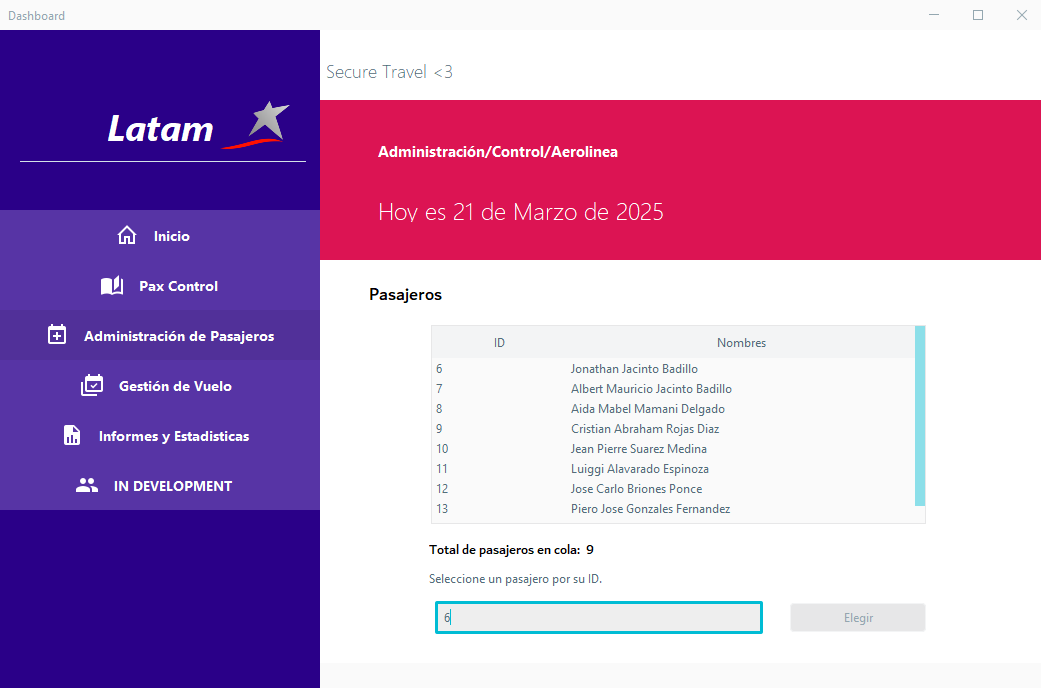 Dashboard
Secure Travel <3
Latam
Administración/Control/Aerolinea
Hoy es 21 de Marzo de 2025
Inicio
Pax Control
Administración de Pasajeros
Gestión de Vuelo
Informes y Estadisticas
IN DEVELOPMENT
Pasajeros
ID Nombres
6 Jonathan Jacinto Badillo
7 Albert Mauricio Jacinto Badillo
8 Aida Mabel Mamani Delgado
9 Cristian Abraham Rojas Diaz
10 Jean Pierre Suarez Medina
11 Luiggi Alavarado Espinoza
12 Jose Carlo Briones Ponce
13 Piero Jose Gonzales Fernandez
Total de pasajeros en cola: 9
Seleccione un pasajero por su ID.
6
Elegir